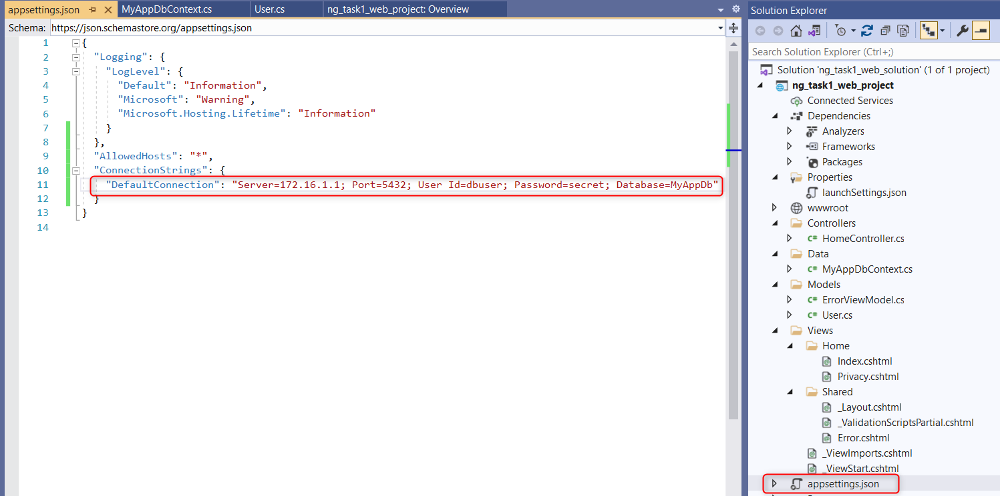 appsettings.json
MyAppDbContext.cs
User.cs
ng_task1_web_project: Overview
Schema: https://json.schemastore.org/appsettings.json
1 {
2 "Logging": {
3 "LogLevel": {
4 "Default": "Information",
5 "Microsoft": "Warning",
6 "Microsoft.Hosting.Lifetime": "Information"
7 }
8 },
9 "AllowedHosts": "*",
10 "ConnectionStrings": {
11 "DefaultConnection": "Server=172.16.1.1; Port=5432; User Id=dbuser; Password=secret; Database=MyAppDb"
12 }
13 }
14
Solution Explorer
Search Solution Explorer (Ctrl+;)
Solution 'ng_task1_web_solution' (1 of 1 project)
ng_task1_web_project
Connected Services
Dependencies
Analyzers
Frameworks
Packages
Properties
launchSettings.json
wwwroot
Controllers
C# HomeController.cs
Data
C# MyAppDbContext.cs
Models
C# ErrorViewModel.cs
C# User.cs
Views
Home
Index.cshtml
Privacy.cshtml
Shared
_Layout.cshtml
_ValidationScriptsPartial.cshtml
Error.cshtml
_ViewImports.cshtml
_ViewStart.cshtml
appsettings.json